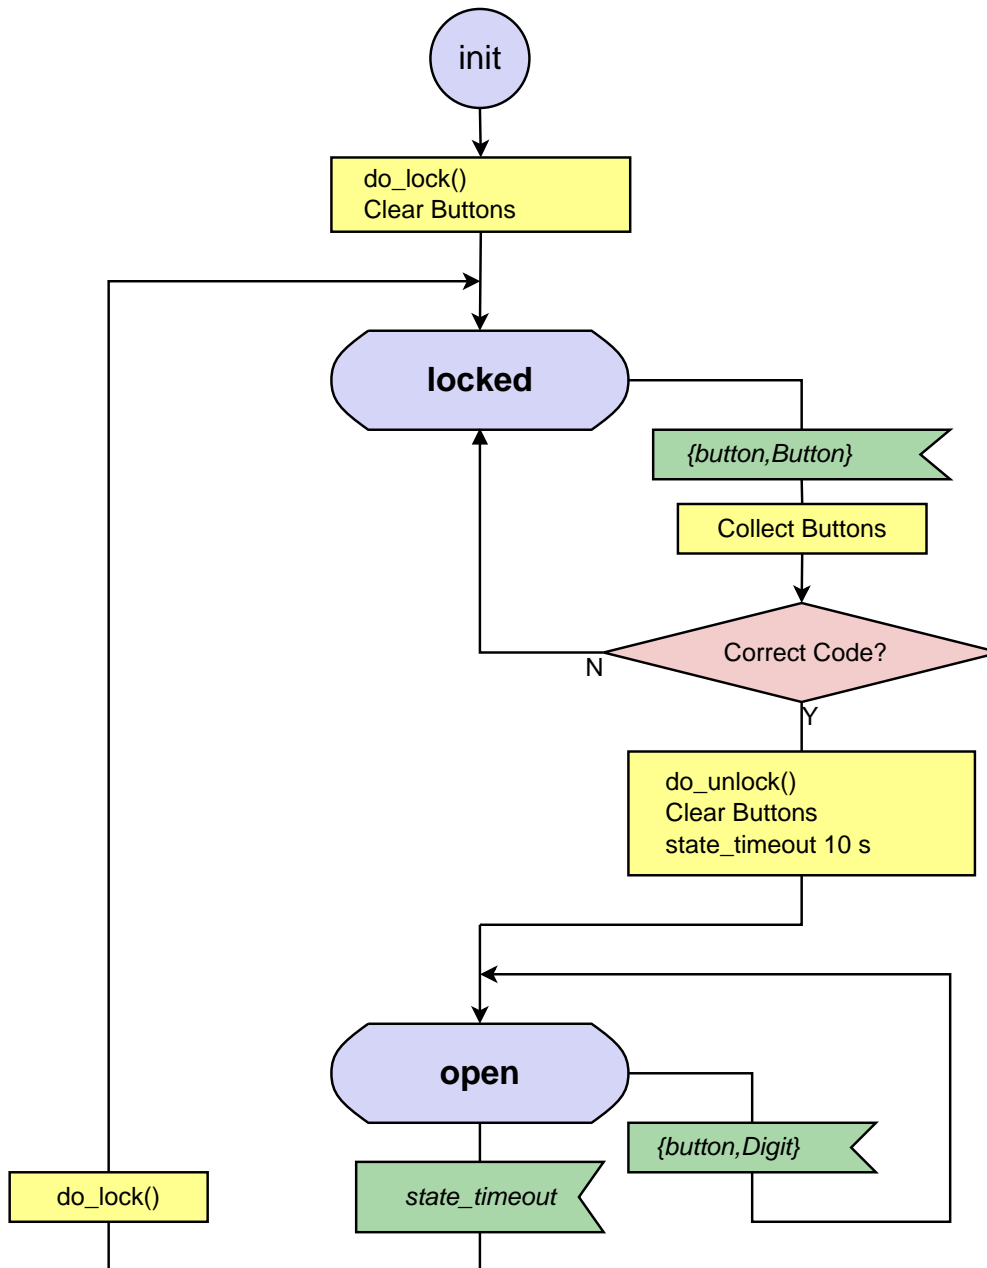 init
do_lock()
Clear Buttons
locked
{button,Button}
Collect Buttons
Correct Code?
N
Y
do_unlock()
Clear Buttons
state_timeout 10 s
open
{button,Digit}
do_lock()
state_timeout